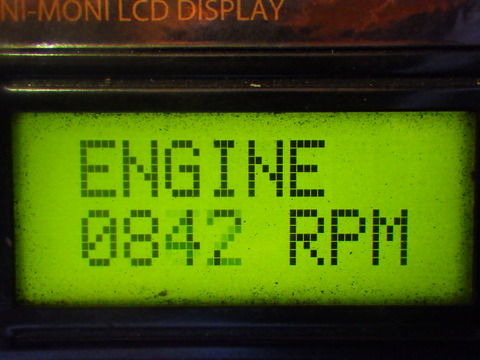 NI-MONI LCD DISPLAY
ENGINE
0842 RPM